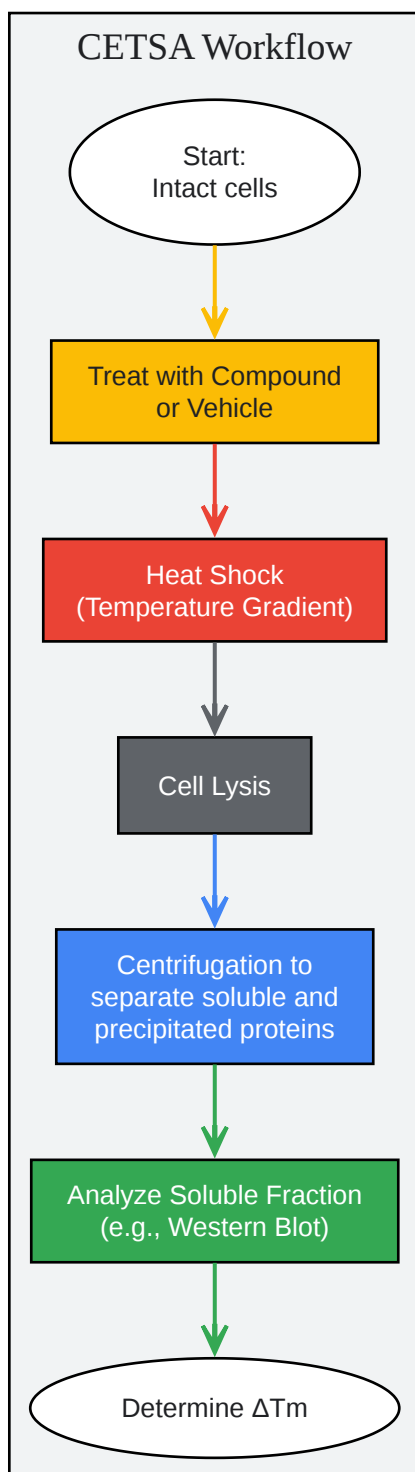 CETSA Workflow
Start:
Intact cells
Treat with Compound
or Vehicle
Heat Shock
(Temperature Gradient)
Cell Lysis
Centrifugation to
separate soluble and
precipitated proteins
Analyze Soluble Fraction
(e.g., Western Blot)
Determine ΔTm